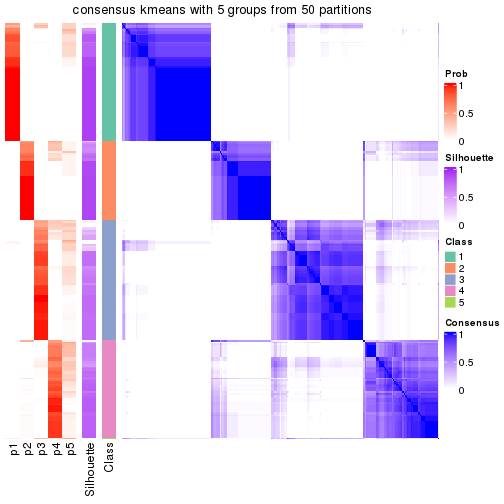 consensus kmeans with 5 groups from 50 partitions
Prob
1
0.5
0
Silhouette
1
0.5
0
Class
1
2
3
4
5
Consensus
1
0.5
0
p1
p2
p3
p4
p5
Silhouette
Class